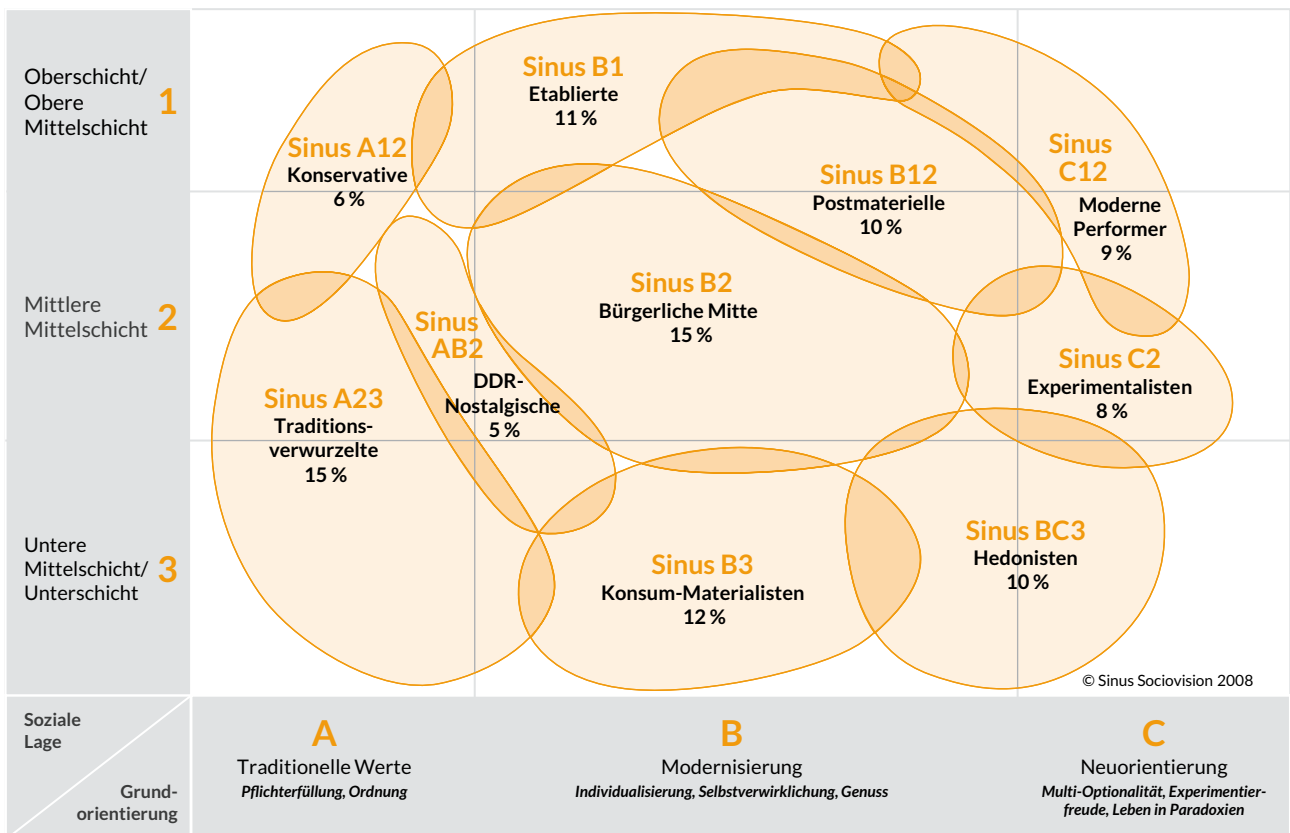 Oberschicht/
Obere
Mittelschicht
1
Mittlere
Mittelschicht
2
Untere
Mittelschicht/
Unterschicht
3
Sinus B1
Etablierte
11 %
Sinus A12
Konservative
6 %
Sinus B12
Postmaterielle
10 %
Sinus
C12
Moderne
Performer
9 %
Sinus B2
Bürgerliche Mitte
15 %
Sinus
AB2
DDR-
Nostalgische
5 %
Sinus A23
Traditions-
verwurzelte
15 %
Sinus C2
Experimentalisten
8 %
Sinus B3
Konsum-Materialisten
12 %
Sinus BC3
Hedonisten
10 %
© Sinus Sociovision 2008
Soziale
Lage
Grund-
orientierung
A
Traditionelle Werte
Pflichterfüllung, Ordnung
B
Modernisierung
Individualisierung, Selbstverwirklichung, Genuss
C
Neuorientierung
Multi-Optionalität, Experimentier-
freude, Leben in Paradoxien